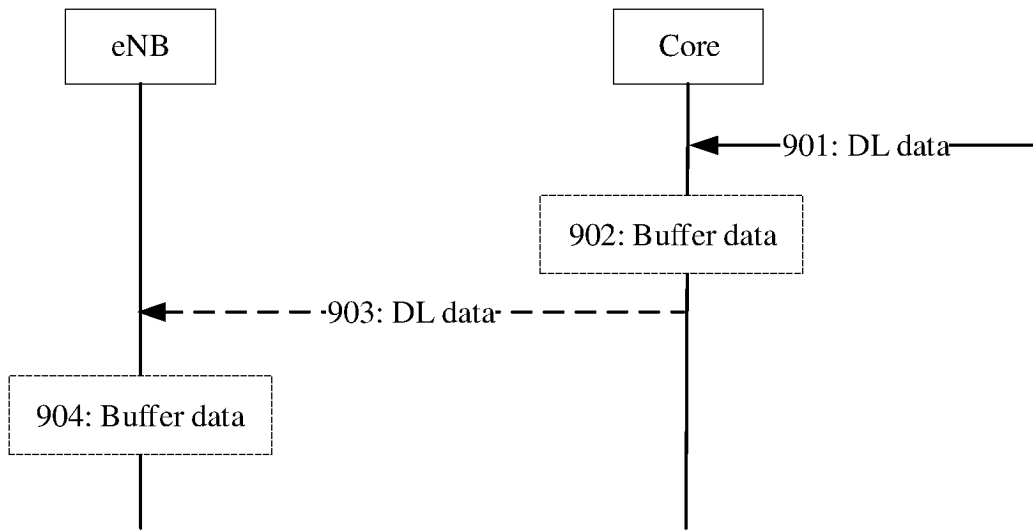 eNB
Core
901: DL data
902: Buffer data
903: DL data
904: Buffer data